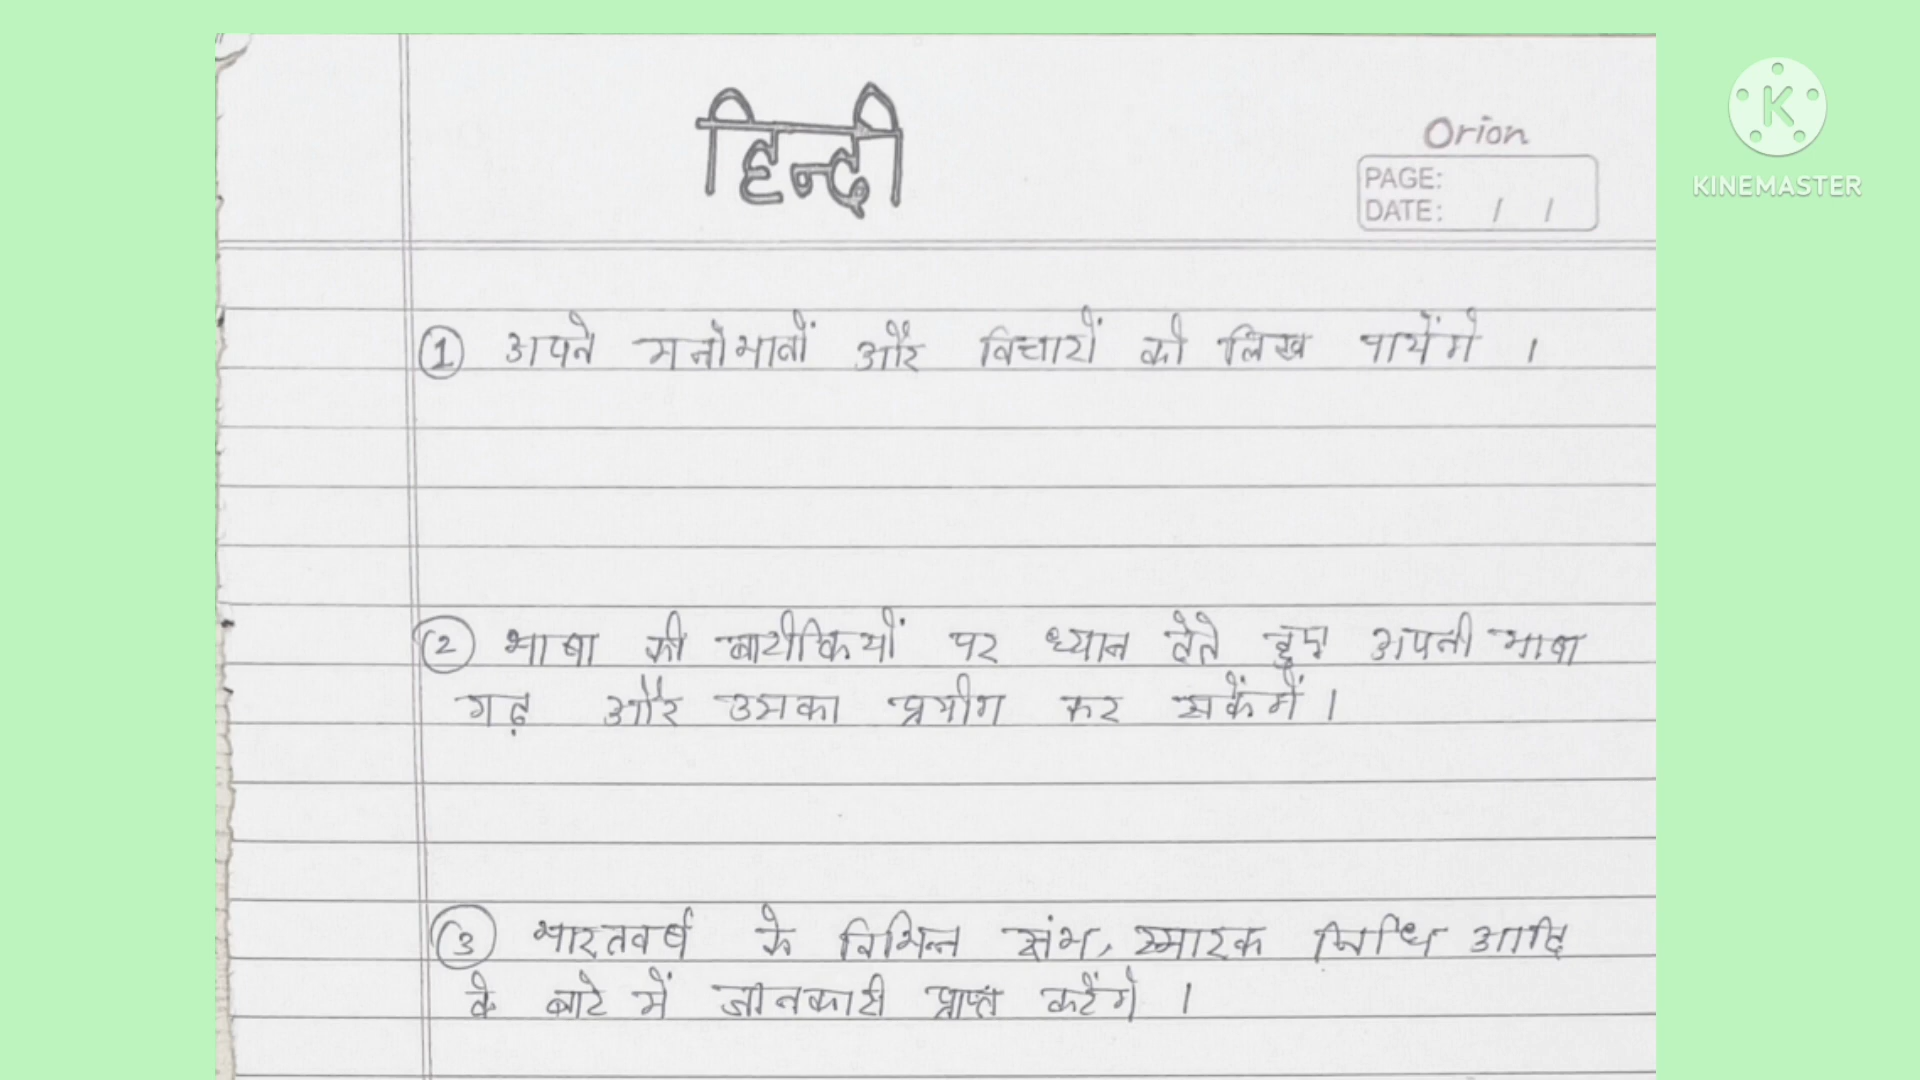 हिन्दी
Orion
PAGE:
DATE: / /
KINEMASTER
① अपने मनोभावों और विचारों को लिख पायेंगे ।
② भाषा की बारीकियों पर ध्यान देते हुए अपनी भाषा
गढ़ और उसका प्रयोग कर सकेंगें ।
③ भारतवर्ष के विभिन्न संघ, स्मारक निधि आदि
के बारे में जानकारी प्राप्त करेंगे ।